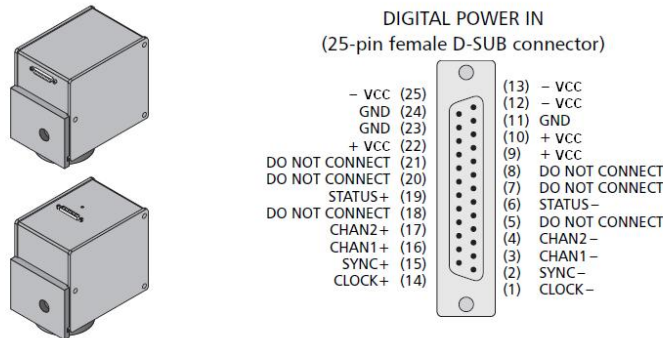 DIGITAL POWER IN
(25-pin female D-SUB connector)
– VCC (25)
GND (24)
GND (23)
+ VCC (22)
DO NOT CONNECT (21)
DO NOT CONNECT (20)
STATUS+ (19)
DO NOT CONNECT (18)
CHAN2+ (17)
CHAN1+ (16)
SYNC+ (15)
CLOCK+ (14)
(13) – VCC
(12) – VCC
(11) GND
(10) + VCC
(9) + VCC
(8) DO NOT CONNECT
(7) DO NOT CONNECT
(6) STATUS–
(5) DO NOT CONNECT
(4) CHAN2–
(3) CHAN1–
(2) SYNC–
(1) CLOCK–